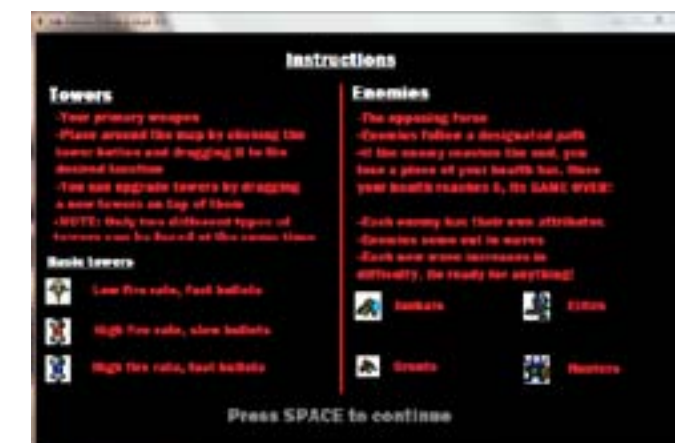 Instructions
Towers
-Your primary weapon
-Place around the map by clicking the
tower button and dragging it to the
desired location
-You can upgrade towers by dragging
a new towers on top of them
-NOTE: Only two different types of
towers can be fused at the same time
Basic towers
Low fire rate, fast bullets
High fire rate, slow bullets
High fire rate, fast bullets
Enemies
-The opposing force
-Enemies follow a designated path
-If the enemy reaches the end, you
lose a piece of your health bar. Once
your health reaches 0, its GAME OVER!
-Each enemy has their own attributes
-Enemies come out in waves
-Each new wave increases in
difficulty, Be ready for anything!
Elites
Grunts
Hunters
Press SPACE to continue